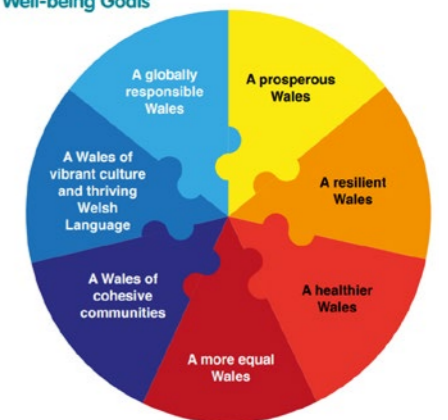 Well-being Goals
A globally
responsible
Wales
A prosperous
Wales
A resilient
Wales
A healthier
Wales
A more equal
Wales
A Wales of
cohesive
communities
A Wales of
vibrant culture
and thriving
Welsh
Language